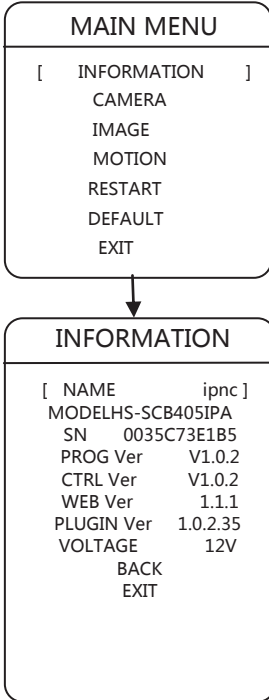 MAIN MENU
[ INFORMATION ]
CAMERA
IMAGE
MOTION
RESTART
DEFAULT
EXIT
INFORMATION
[ NAME ipnc ]
MODELHS-SCB405IPA
SN 0035C73E1B5
PROG Ver V1.0.2
CTRL Ver V1.0.2
WEB Ver 1.1.1
PLUGIN Ver 1.0.2.35
VOLTAGE 12V
BACK
EXIT